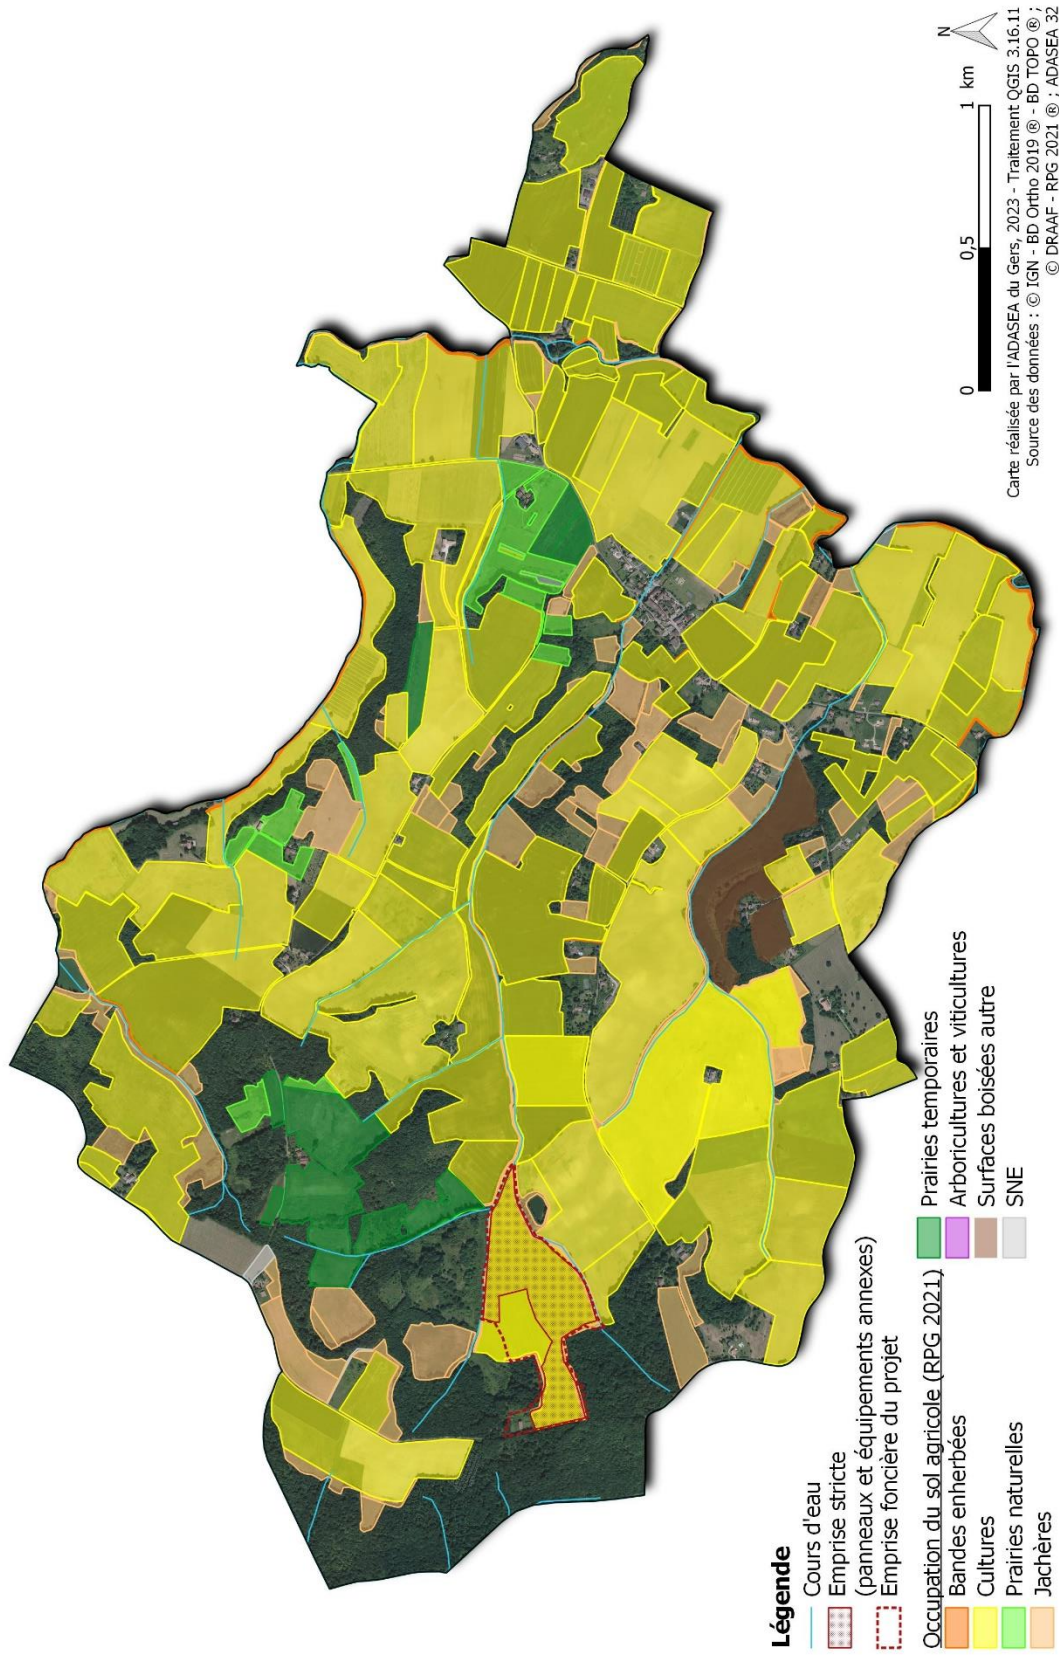 Légende
Cours d'eau
Emprise stricte
(panneaux et équipements annexes)
Emprise foncière du projet
Occupation du sol agricole (RPG 2021)
Bandes enherbées
Cultures
Prairies naturelles
Jachères
Prairies temporaires
Arboricultures et viticultures
Surfaces boisées autre
SNE
0
0,5
1 km
N
Carte réalisée par l'ADASEA du Gers, 2023 - Traitement QGIS 3.16.11
Source des données : © IGN - BD Ortho 2019 ® - BD TOPO ® ;
© DRAAF - RPG 2021 ® ; ADASEA 32